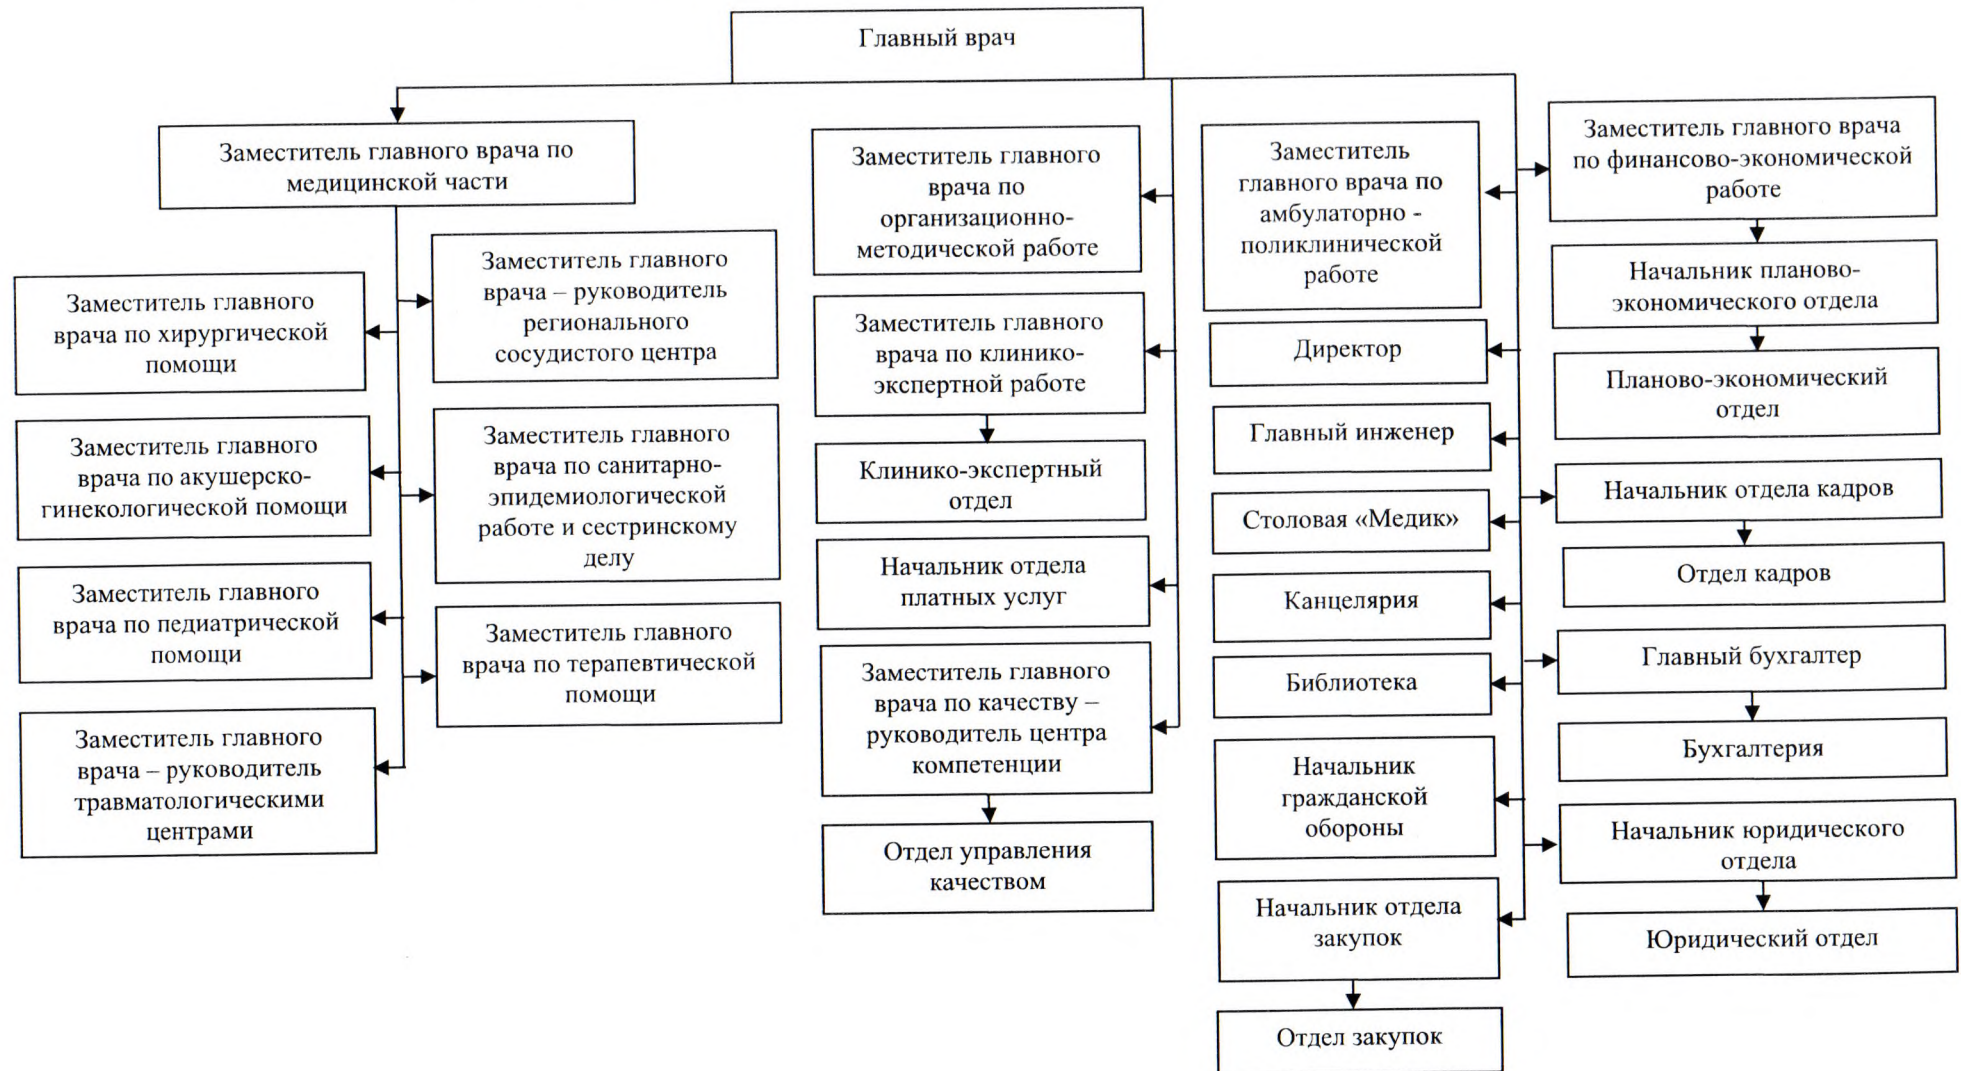 Главный врач
Заместитель главного врача по
медицинской части
Заместитель главного
врача по хирургической
помощи
Заместитель главного
врача по акушерско-
гинекологической помощи
Заместитель главного
врача по педиатрической
помощи
Заместитель главного
врача – руководитель
травматологическими
центрами
Заместитель главного
врача – руководитель
регионального
сосудистого центра
Заместитель главного
врача по санитарно-
эпидемиологической
работе и сестринскому
делу
Заместитель главного
врача по терапевтической
помощи
Заместитель главного
врача по
организационно-
методической работе
Заместитель главного
врача по клинико-
экспертной работе
Клинико-экспертный
отдел
Начальник отдела
платных услуг
Заместитель главного
врача по качеству –
руководитель центра
компетенции
Отдел управления
качеством
Заместитель
главного врача по
амбулаторно -
поликлинической
работе
Директор
Главный инженер
Столовая «Медик»
Канцелярия
Библиотека
Начальник
гражданской
обороны
Начальник отдела
закупок
Отдел закупок
Заместитель главного врача
по финансово-экономической
работе
Начальник планово-
экономического отдела
Планово-экономический
отдел
Начальник отдела кадров
Отдел кадров
Главный бухгалтер
Бухгалтерия
Начальник юридического
отдела
Юридический отдел